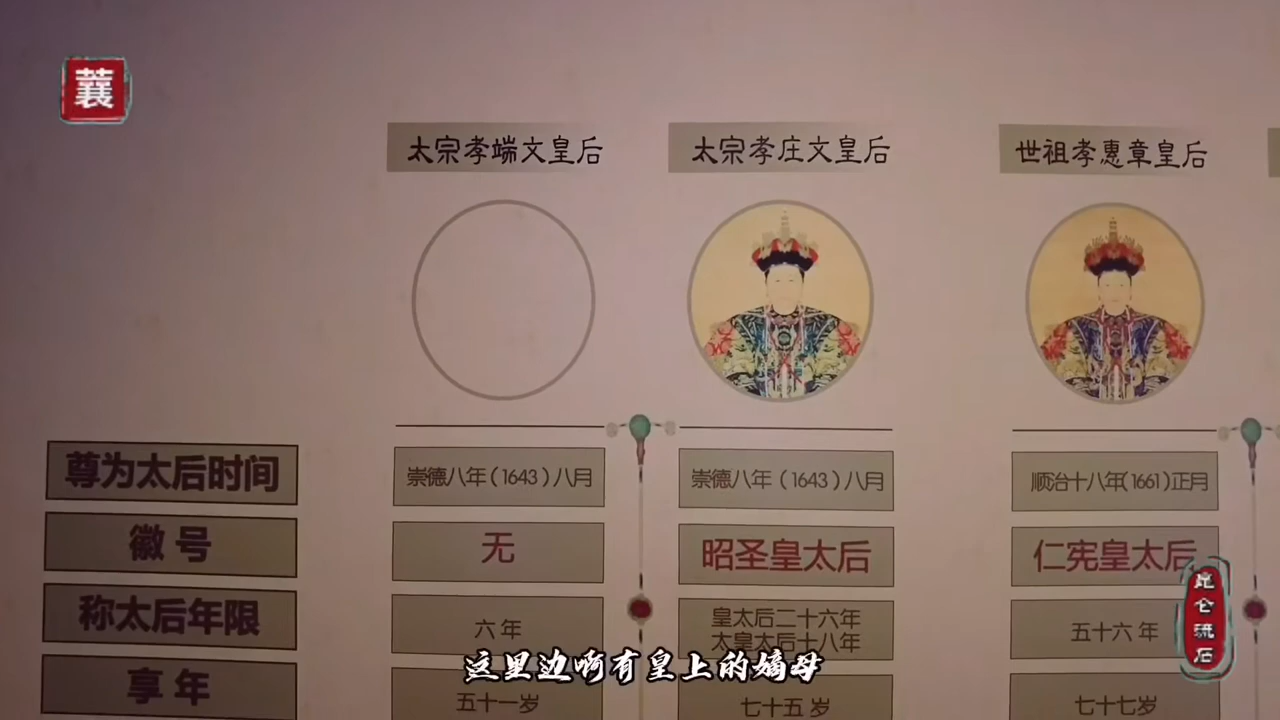 蘘
太宗孝端文皇后
太宗孝庄文皇后
世祖孝惠章皇后
尊为太后时间
崇德八年(1643)八月
崇德八年(1643)八月
顺治十八年(1661)正月
徽号
无
昭圣皇太后
仁宪皇太后
称太后年限
六年
皇太后二十六年
太皇太后十八年
五十六年
享年
五十一岁
七十五岁
七十七岁
昆仑琉石
这里边啊有皇上的嫡母